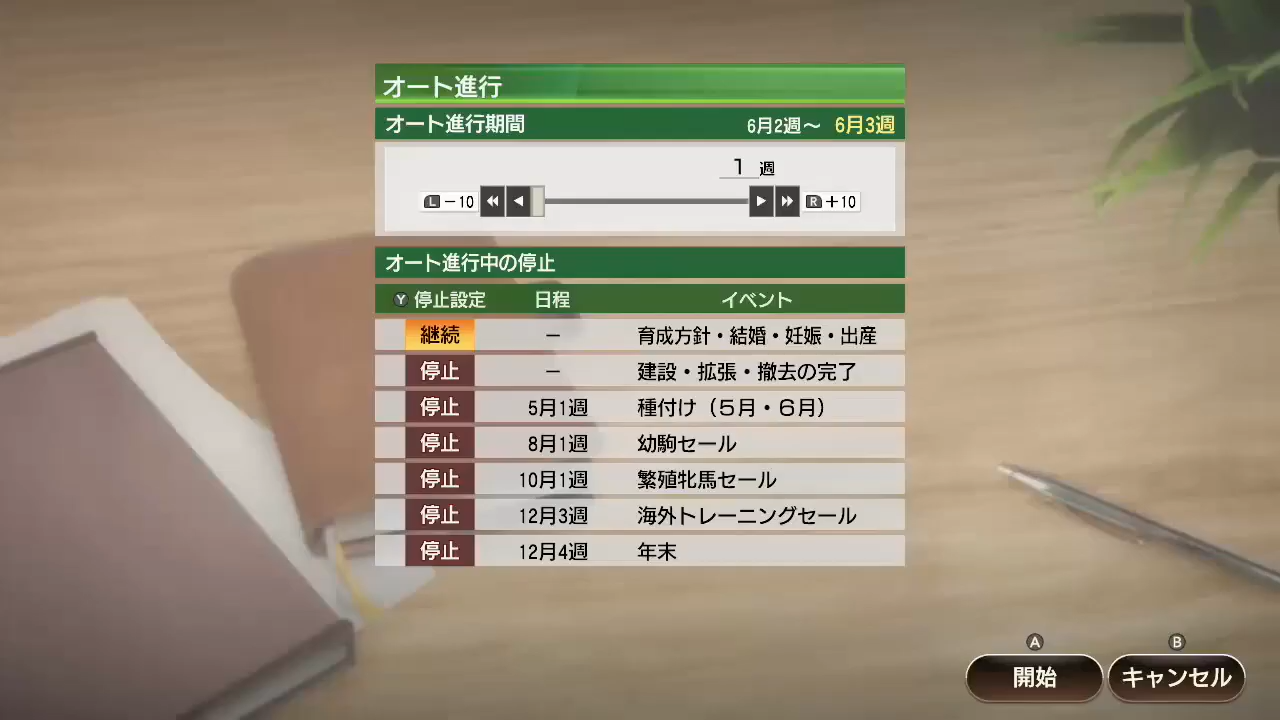 オート進行
オート進行期間 6月2週～ 6月3週
1 週
L －10 R ＋10
オート進行中の停止
Y 停止設定 日程 イベント
継続 － 育成方針・結婚・妊娠・出産
停止 － 建設・拡張・撤去の完了
停止 5月1週 種付け（５月・６月）
停止 8月1週 幼駒セール
停止 10月1週 繁殖牝馬セール
停止 12月3週 海外トレーニングセール
停止 12月4週 年末
A B
開始 キャンセル